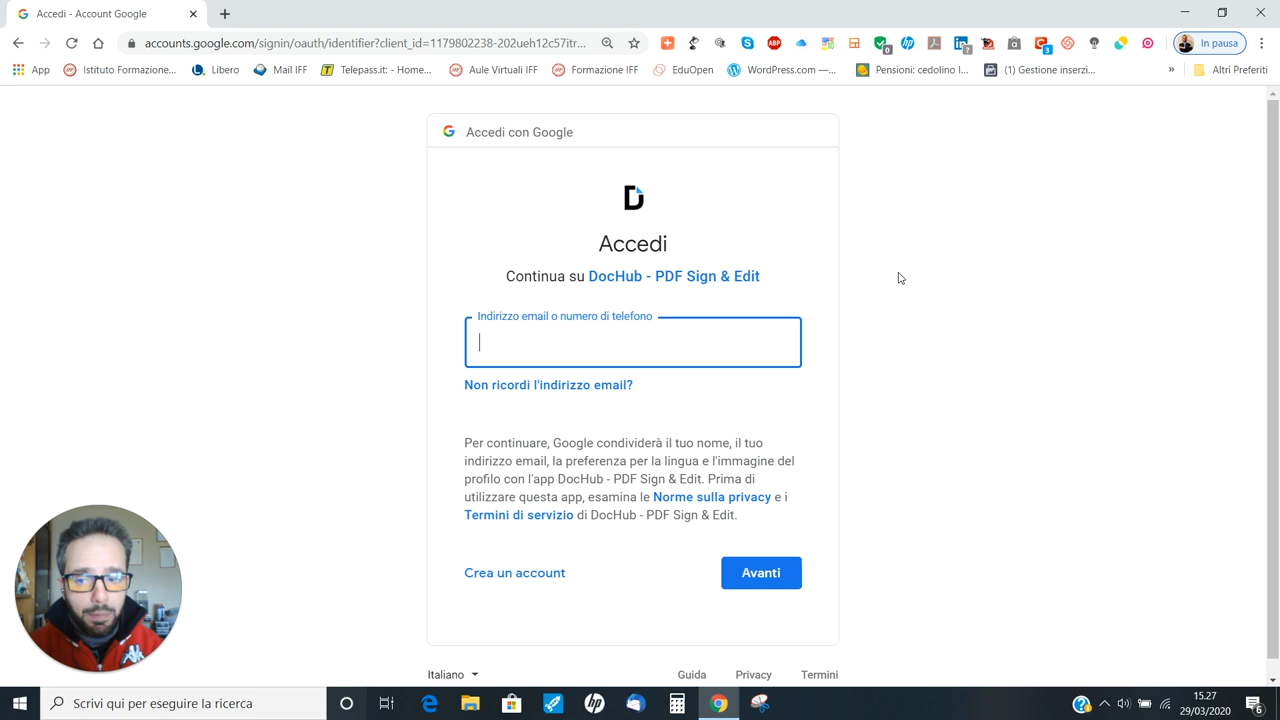 Accedi - Account Google
accounts.google.com/signin/oauth/identifier?client_id=1179802238-202ueh12c57itr...
In pausa
App
Istituto Formazione...
Libero
Mail IFF
Telepass.it: - Home...
Aule Virtuali IFF
Formazione IFF
EduOpen
WordPress.com —...
Pensioni: cedolino I...
(1) Gestione inserzi...
»
Altri Preferiti
Accedi con Google
Accedi
Continua su DocHub - PDF Sign & Edit
Indirizzo email o numero di telefono
Non ricordi l'indirizzo email?
Per continuare, Google condividerà il tuo nome, il tuo
indirizzo email, la preferenza per la lingua e l'immagine del
profilo con l'app DocHub - PDF Sign & Edit. Prima di
utilizzare questa app, esamina le Norme sulla privacy e i
Termini di servizio di DocHub - PDF Sign & Edit.
Crea un account
Avanti
Italiano
Guida
Privacy
Termini
Scrivi qui per eseguire la ricerca
15.27
29/03/2020
6